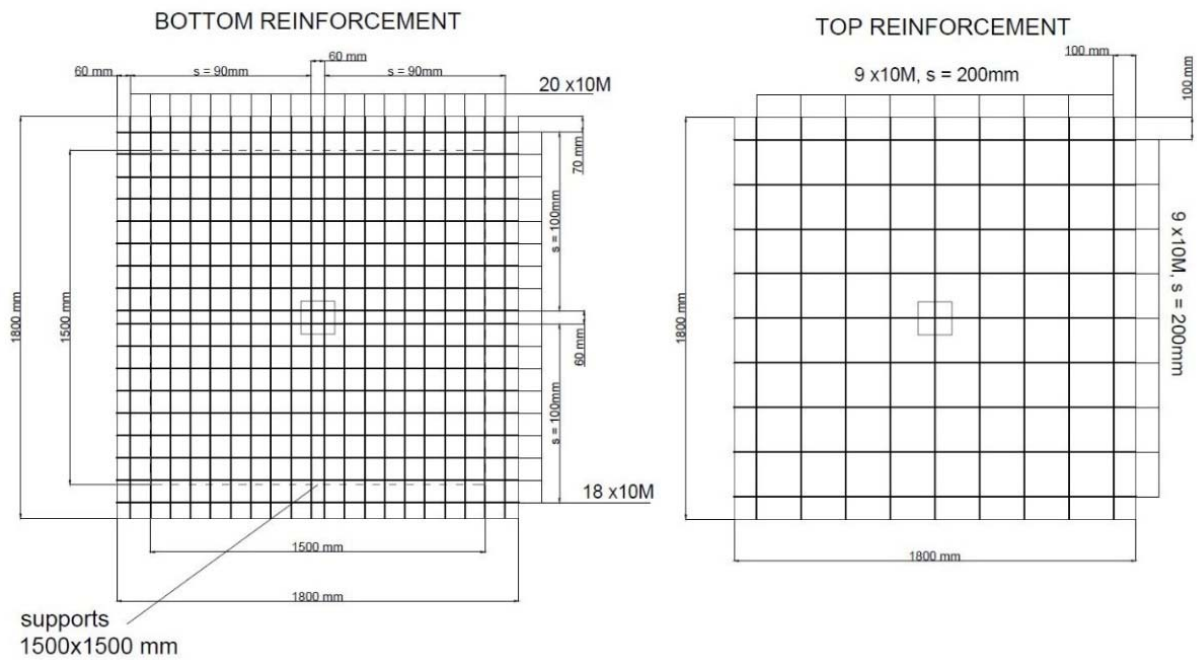 BOTTOM REINFORCEMENT
60 mm
60 mm
s = 90mm
s = 90mm
20 x10M
70 mm
s = 100mm
1800 mm
1500 mm
60 mm
s = 100mm
18 x10M
1500 mm
1800 mm
supports
1500x1500 mm
TOP REINFORCEMENT
100 mm
9 x10M, s = 200mm
100 mm
1800 mm
9 x10M, s = 200mm
1800 mm